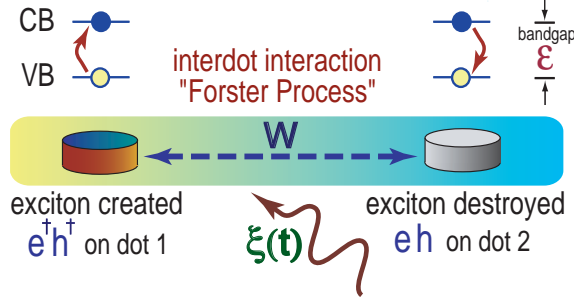 CB
VB
interdot interaction
"Forster Process"
bandgap
ε
W
exciton created
e†h† on dot 1
exciton destroyed
e h on dot 2
ξ(t)